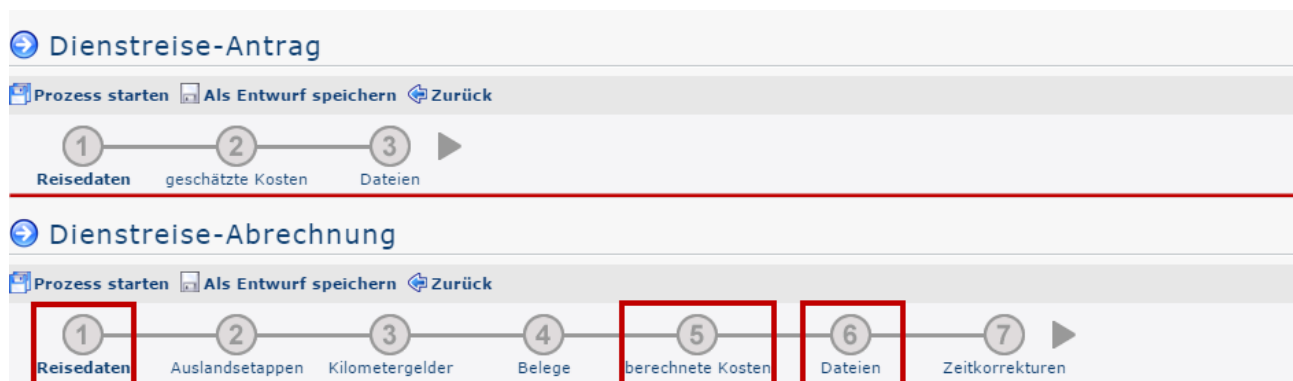 Dienstreise-Antrag
Prozess starten Als Entwurf speichern Zurück
1 2 3
Reisedaten geschätzte Kosten Dateien
Dienstreise-Abrechnung
Prozess starten Als Entwurf speichern Zurück
1 2 3 4 5 6 7
Reisedaten Auslandsetappen Kilometergelder Belege berechnete Kosten Dateien Zeitkorrekturen